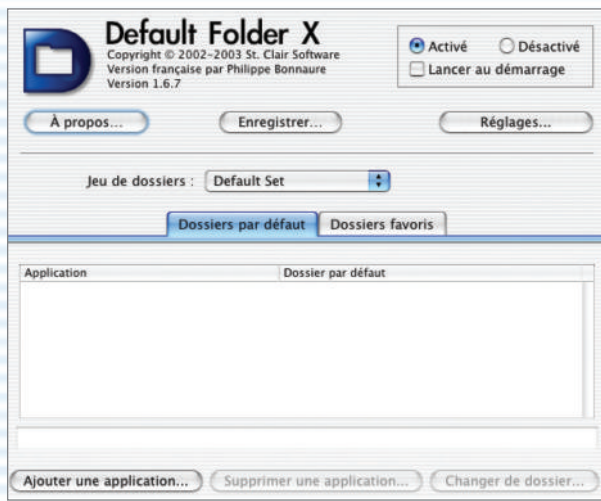 Default Folder X
Copyright © 2002-2003 St. Clair Software
Version française par Philippe Bonnaure
Version 1.6.7
Activé Désactivé
Lancer au démarrage
À propos... Enregistrer... Réglages...
Jeu de dossiers : Default Set
Dossiers par défaut Dossiers favoris
Application Dossier par défaut
Ajouter une application... Supprimer une application... Changer de dossier...